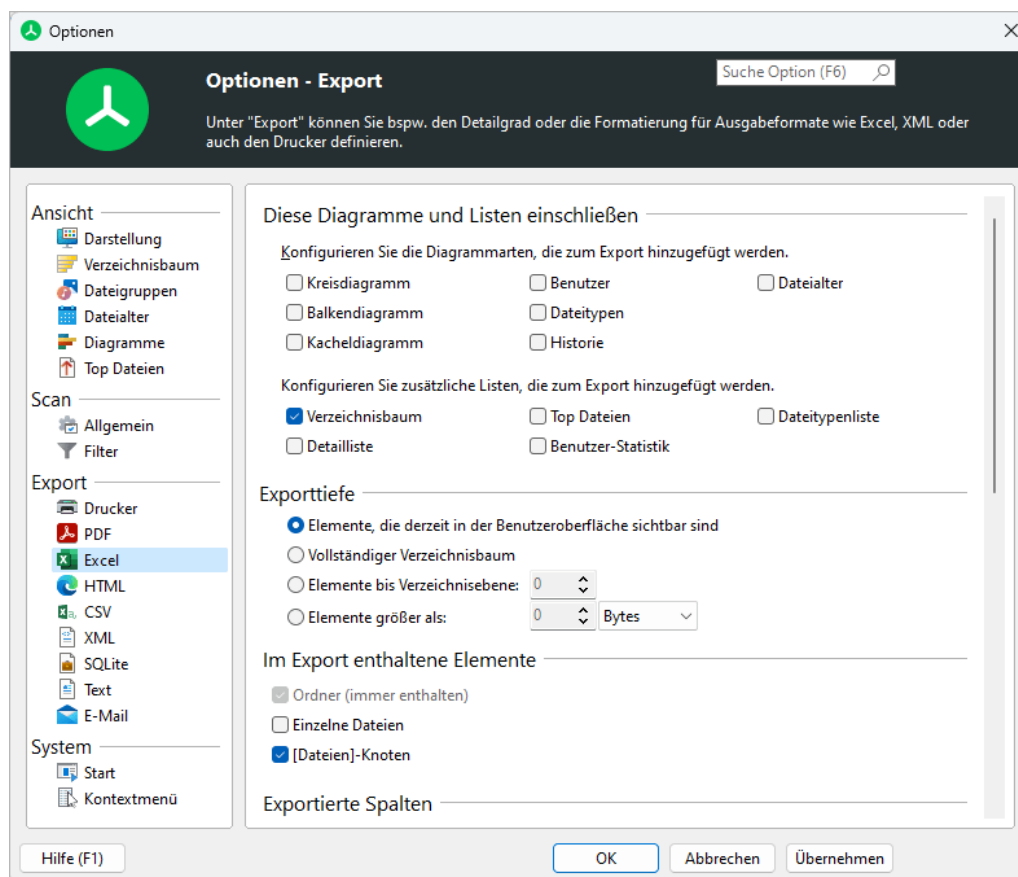 Optionen
Optionen - Export
Suche Option (F6)
Unter "Export" können Sie bspw. den Detailgrad oder die Formatierung für Ausgabeformate wie Excel, XML oder
auch den Drucker definieren.
Ansicht
Darstellung
Verzeichnisbaum
Dateigruppen
Dateialter
Diagramme
Top Dateien
Scan
Allgemein
Filter
Export
Drucker
PDF
Excel
HTML
CSV
XML
SQLite
Text
E-Mail
System
Start
Kontextmenü
Diese Diagramme und Listen einschließen
Konfigurieren Sie die Diagrammarten, die zum Export hinzugefügt werden.
Kreisdiagramm Benutzer Dateialter
Balkendiagramm Dateitypen
Kacheldiagramm Historie
Konfigurieren Sie zusätzliche Listen, die zum Export hinzugefügt werden.
Verzeichnisbaum Top Dateien Dateitypenliste
Detailliste Benutzer-Statistik
Exporttiefe
Elemente, die derzeit in der Benutzeroberfläche sichtbar sind
Vollständiger Verzeichnisbaum
Elemente bis Verzeichnisebene: 0
Elemente größer als: 0 Bytes
Im Export enthaltene Elemente
Ordner (immer enthalten)
Einzelne Dateien
[Dateien]-Knoten
Exportierte Spalten
Hilfe (F1) OK Abbrechen Übernehmen